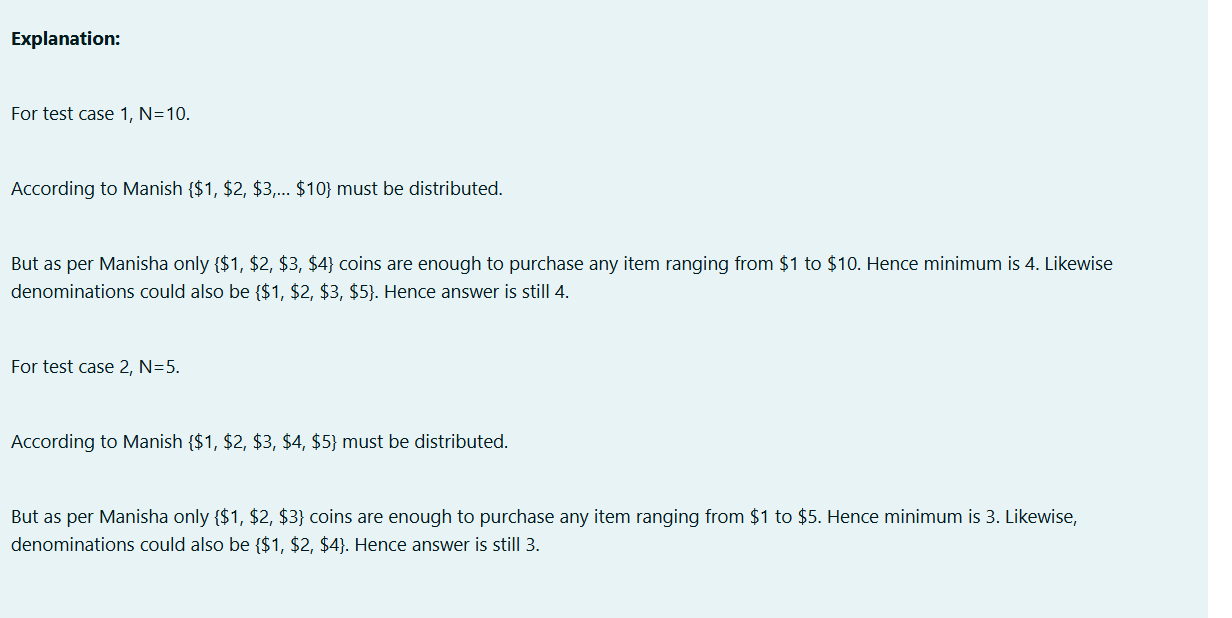 Explanation:
For test case 1, N=10.
According to Manish {$1, $2, $3,... $10} must be distributed.
But as per Manisha only {$1, $2, $3, $4} coins are enough to purchase any item ranging from $1 to $10. Hence minimum is 4. Likewise
denominations could also be {$1, $2, $3, $5}. Hence answer is still 4.
For test case 2, N=5.
According to Manish {$1, $2, $3, $4, $5} must be distributed.
But as per Manisha only {$1, $2, $3} coins are enough to purchase any item ranging from $1 to $5. Hence minimum is 3. Likewise,
denominations could also be {$1, $2, $4}. Hence answer is still 3.